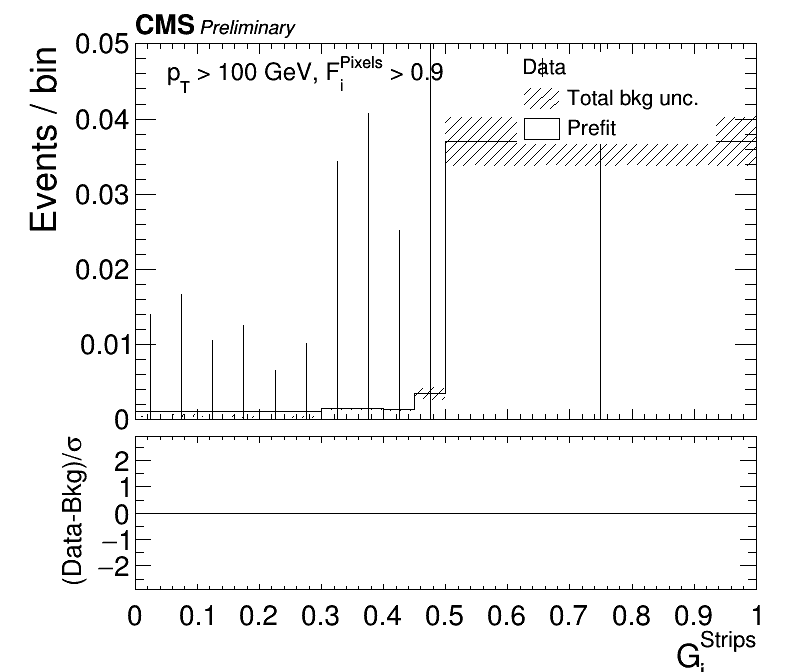 CMS Preliminary
p_T > 100 GeV, F_i^Pixels > 0.9
Data
Total bkg unc.
Prefit
Events / bin
0.05
0.04
0.03
0.02
0.01
0
(Data-Bkg)/σ
2
1
0
−1
−2
0 0.1 0.2 0.3 0.4 0.5 0.6 0.7 0.8 0.9 1
G_i^Strips